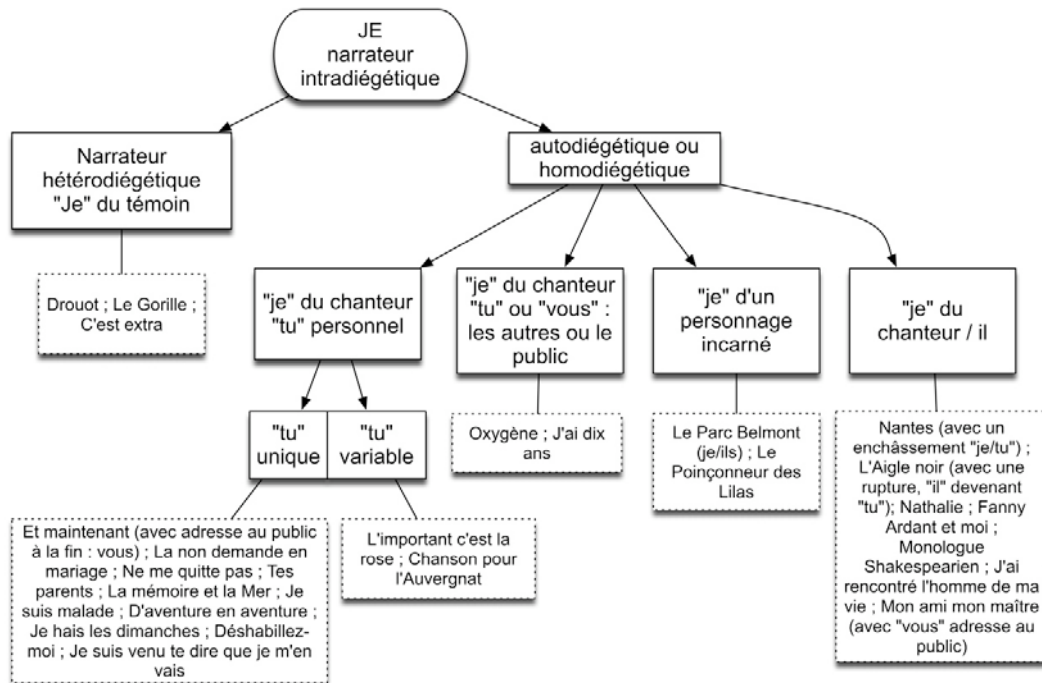 JE
narrateur
intradiégétique
Narrateur
hétérodiégétique
"Je" du témoin
autodiégétique ou
homodiégétique
Drouot ; Le Gorille ;
C'est extra
"je" du chanteur
"tu" personnel
"je" du chanteur
"tu" ou "vous" :
les autres ou le
public
"je" d'un
personnage
incarné
"je" du
chanteur / il
"tu"
unique
"tu"
variable
Oxygène ; J'ai dix
ans
Le Parc Belmont
(je/ils) ; Le
Poinçonneur des
Lilas
Nantes (avec un
enchâssement "je/tu") ;
L'Aigle noir (avec une
rupture, "il" devenant
"tu"); Nathalie ; Fanny
Ardant et moi ;
Monologue
Shakespearien ; J'ai
rencontré l'homme de ma
vie ; Mon ami mon maître
(avec "vous" adresse au
public)
Et maintenant (avec adresse au public
à la fin : vous) ; La non demande en
mariage ; Ne me quitte pas ; Tes
parents ; La mémoire et la Mer ; Je
suis malade ; D'aventure en aventure ;
Je hais les dimanches ; Déshabillez-
moi ; Je suis venu te dire que je m'en
vais
L'important c'est la
rose ; Chanson pour
l'Auvergnat